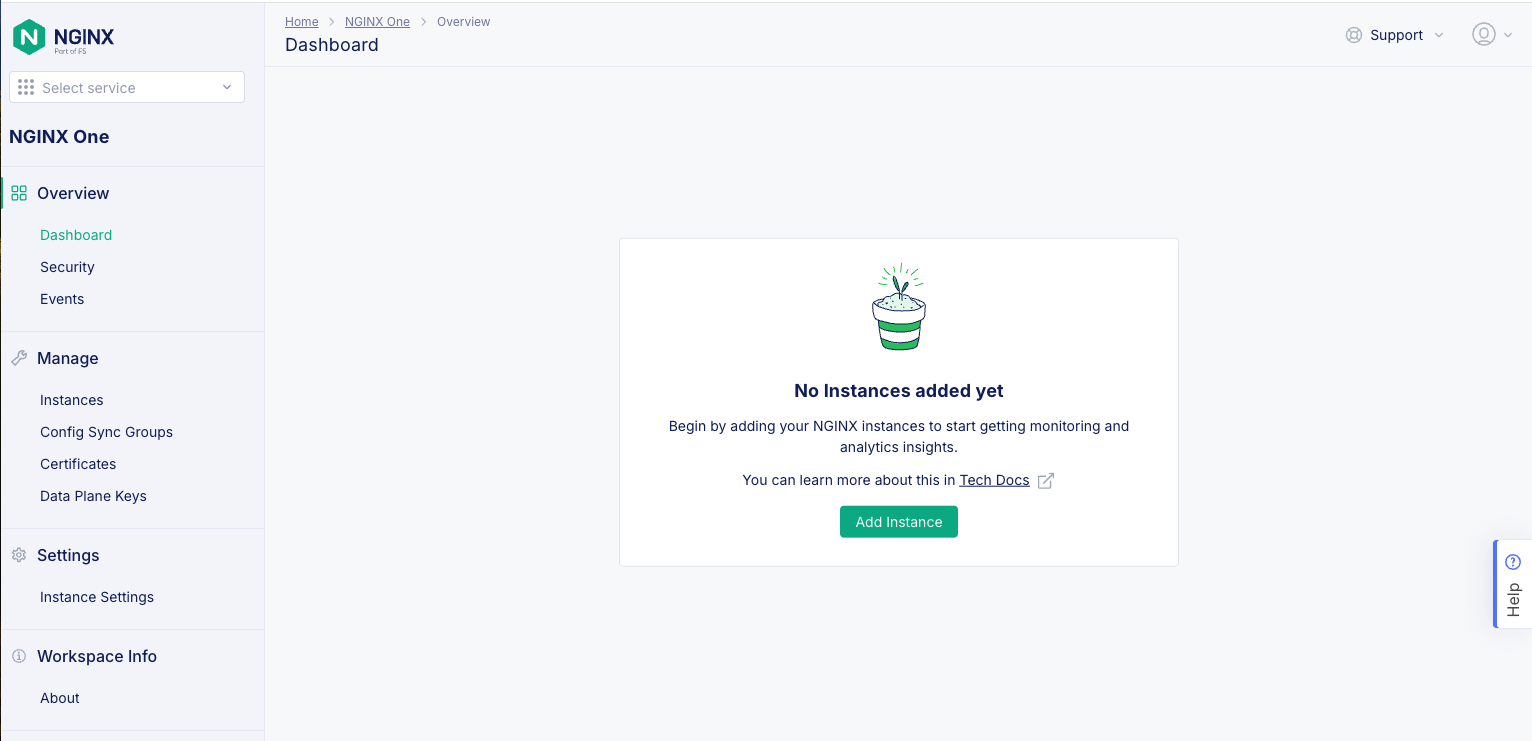 NGINX
Part of F5
Select service
NGINX One
Overview
Dashboard
Security
Events
Manage
Instances
Config Sync Groups
Certificates
Data Plane Keys
Settings
Instance Settings
Workspace Info
About
Home > NGINX One > Overview
Dashboard
Support
No Instances added yet
Begin by adding your NGINX instances to start getting monitoring and
analytics insights.
You can learn more about this in Tech Docs
Add Instance
Help